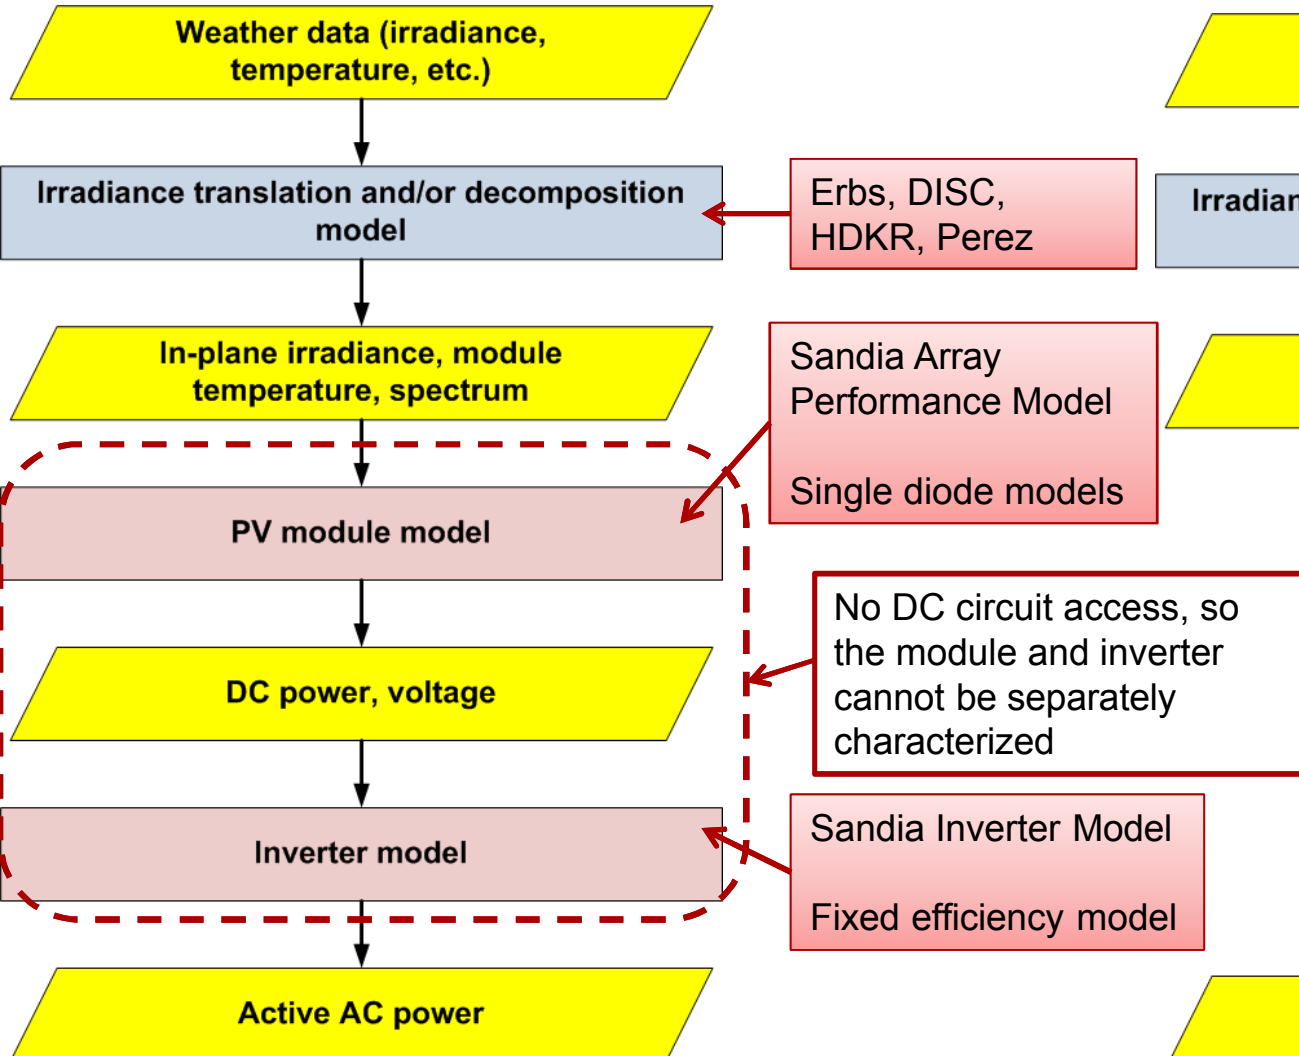 Weather data (irradiance,
temperature, etc.)
Irradiance translation and/or decomposition
model
Erbs, DISC,
HDKR, Perez
Irradian
In-plane irradiance, module
temperature, spectrum
Sandia Array
Performance Model
Single diode models
PV module model
No DC circuit access, so
the module and inverter
cannot be separately
characterized
DC power, voltage
Sandia Inverter Model
Fixed efficiency model
Inverter model
Active AC power